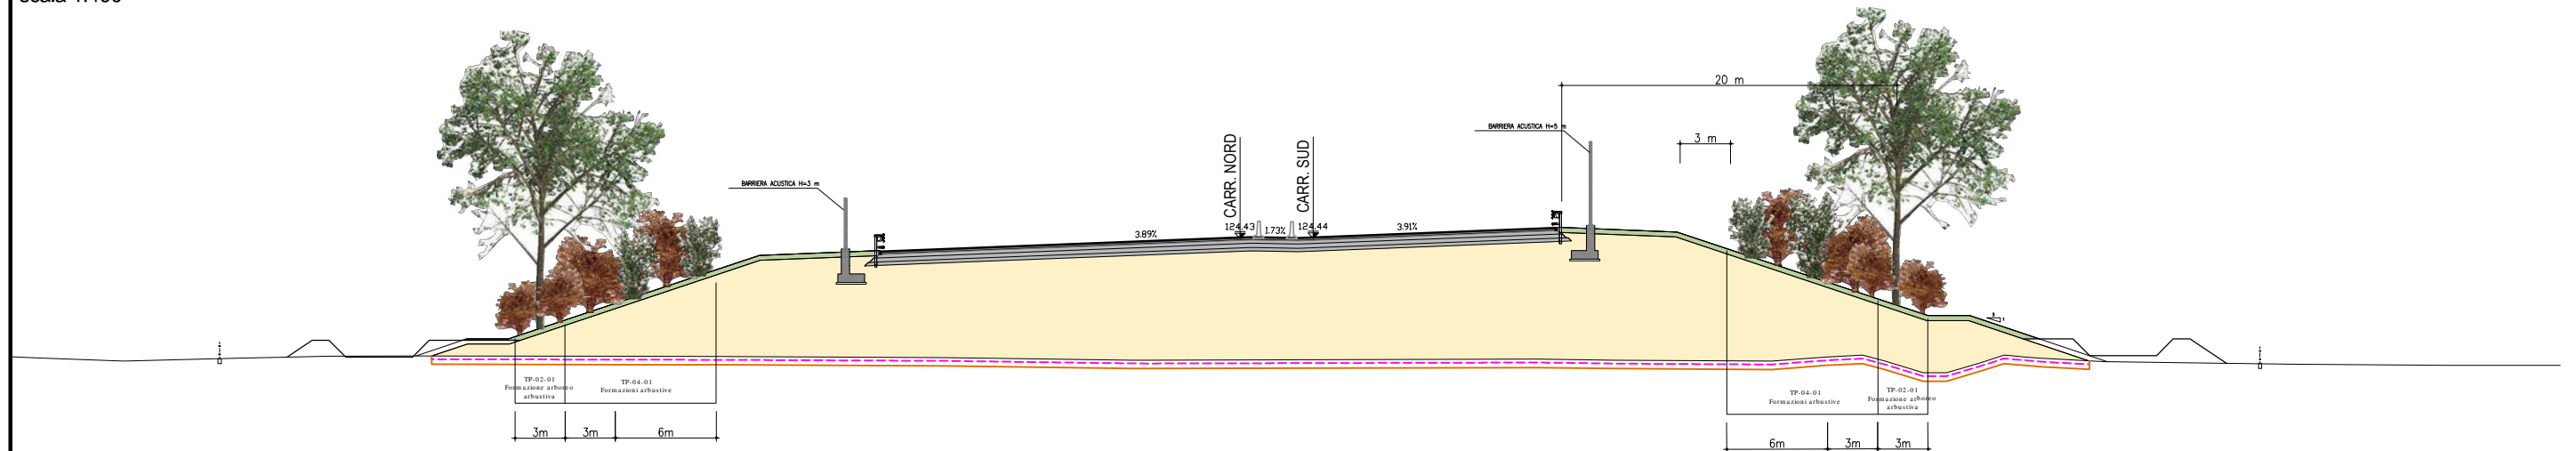 20 m
BARRIERA ACUSTICA H=5 m
3 m
CARR. NORD
CARR. SUD
BARRIERA ACUSTICA H=3 m
3.89%
124.43
1.73%
124.44
3.91%
TP-02-01
Formazione arboreo
arbustiva
TP-04-01
Formazioni arbustive
TP-04-01
Formazioni arbustive
TP-02-01
Formazione arboreo
arbustiva
3m
3m
6m
6m
3m
3m